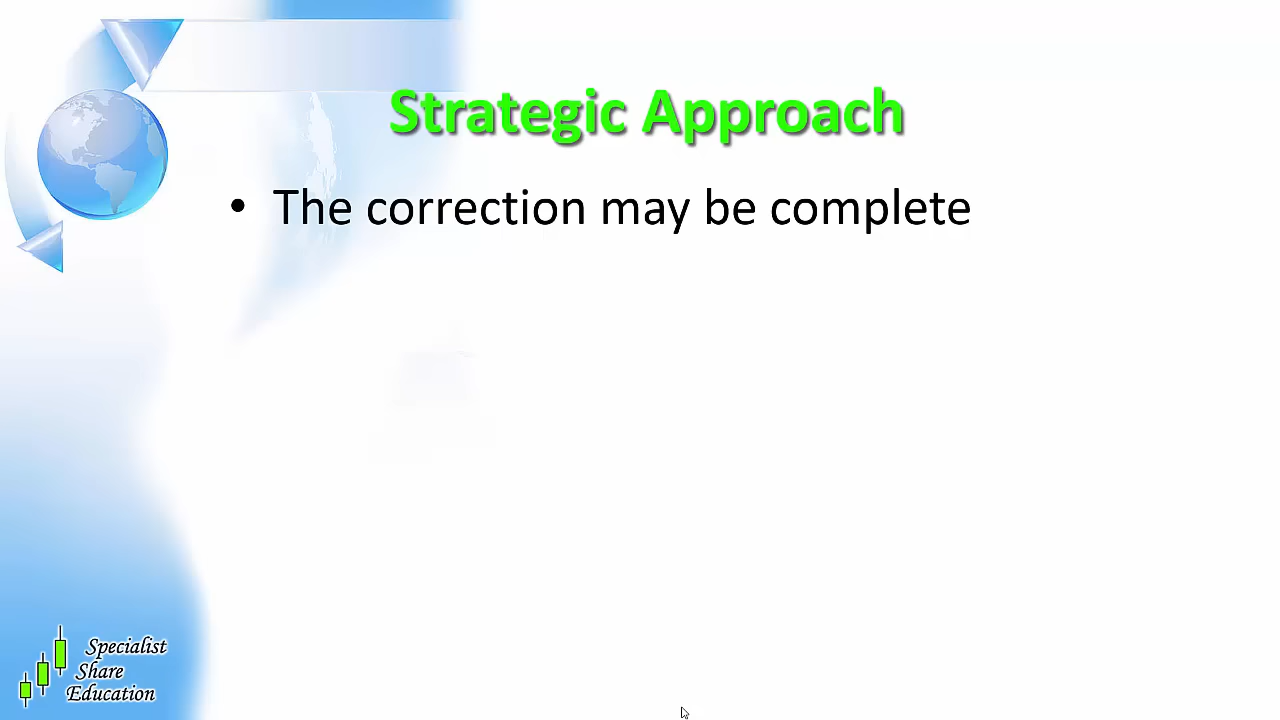 Strategic Approach
• The correction may be complete
Specialist
Share
Education